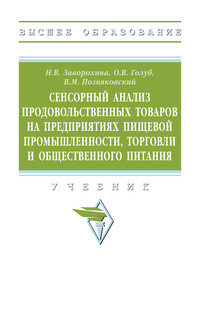 ВЫСШЕЕ ОБРАЗОВАНИЕ
Н.В. Заворохина, О.В. Голуб,
В.М. Позняковский
СЕНСОРНЫЙ АНАЛИЗ
ПРОДОВОЛЬСТВЕННЫХ ТОВАРОВ
НА ПРЕДПРИЯТИЯХ ПИЩЕВОЙ
ПРОМЫШЛЕННОСТИ, ТОРГОВЛИ
И ОБЩЕСТВЕННОГО ПИТАНИЯ
УЧЕБНИК